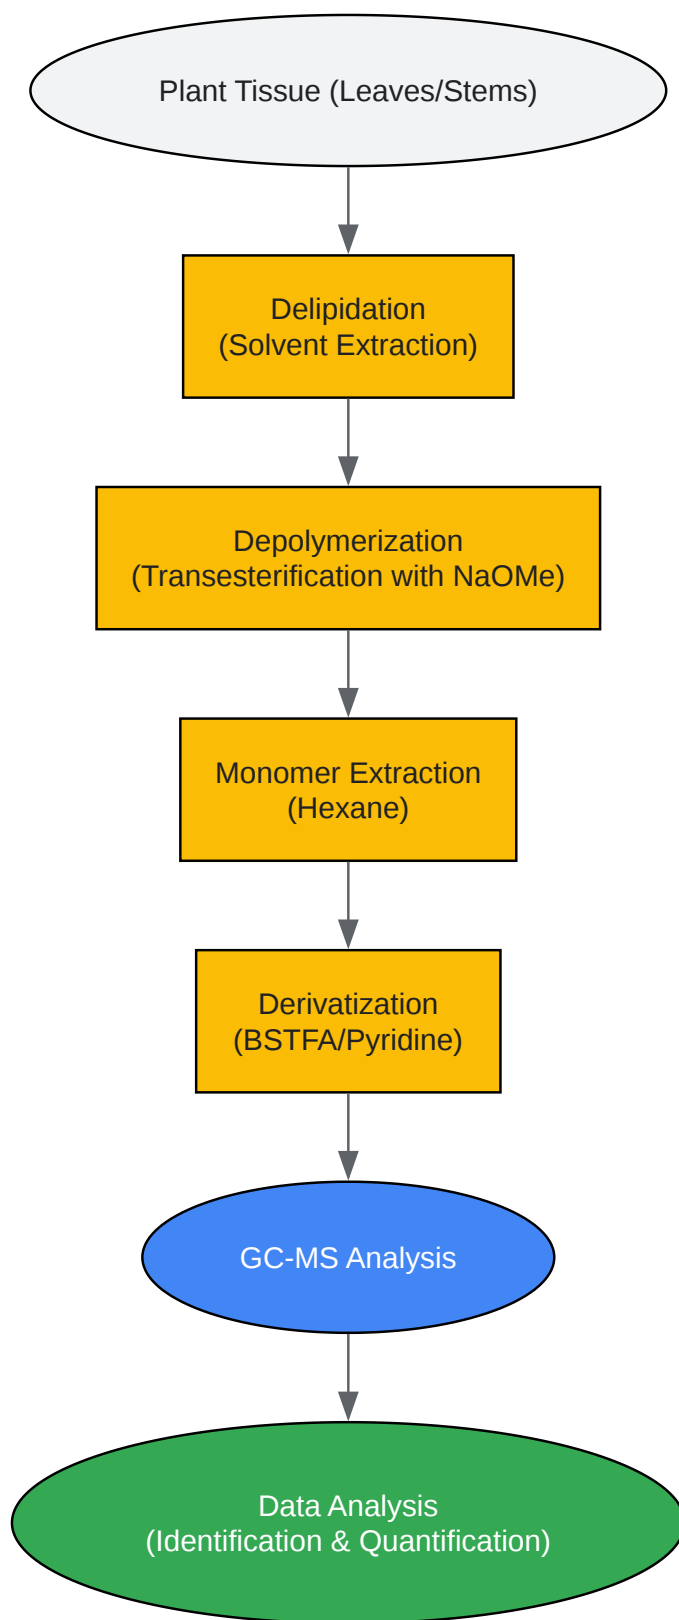 Plant Tissue (Leaves/Stems)
Delipidation
(Solvent Extraction)
Depolymerization
(Transesterification with NaOMe)
Monomer Extraction
(Hexane)
Derivatization
(BSTFA/Pyridine)
GC-MS Analysis
Data Analysis
(Identification & Quantification)